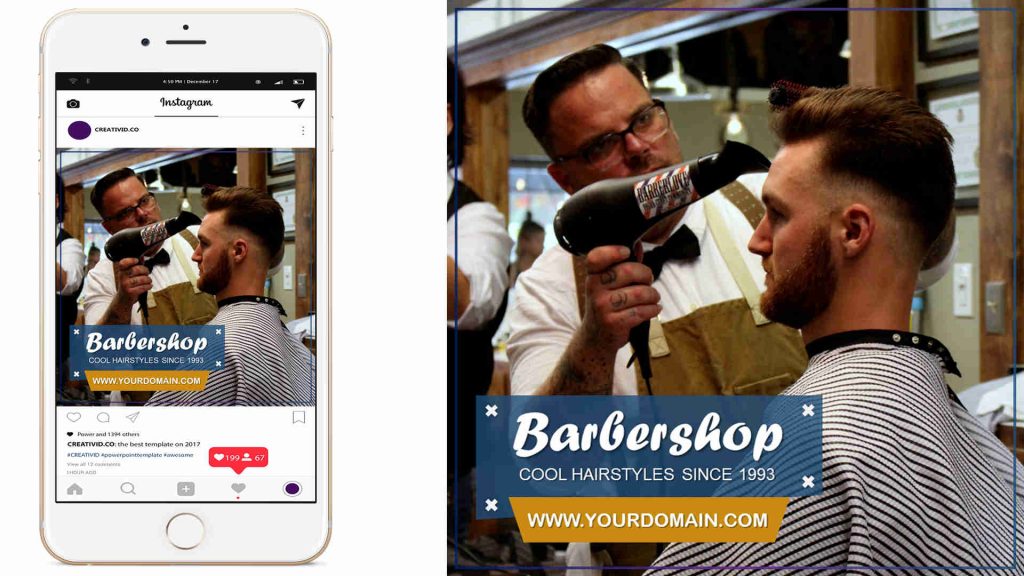 4:50 PM | December 17
Instagram
CREATIVID.CO
BARBERLOVE
Barbershop
COOL HAIRSTYLES SINCE 1993
WWW.YOURDOMAIN.COM
Power and 1394 others
CREATIVID.CO: the best template on 2017
#CREATIVID #powerpointtemplate #awesome
View all 12 comments
1 HOUR AGO
199 67
BARBERLOVE
Barbershop
COOL HAIRSTYLES SINCE 1993
WWW.YOURDOMAIN.COM